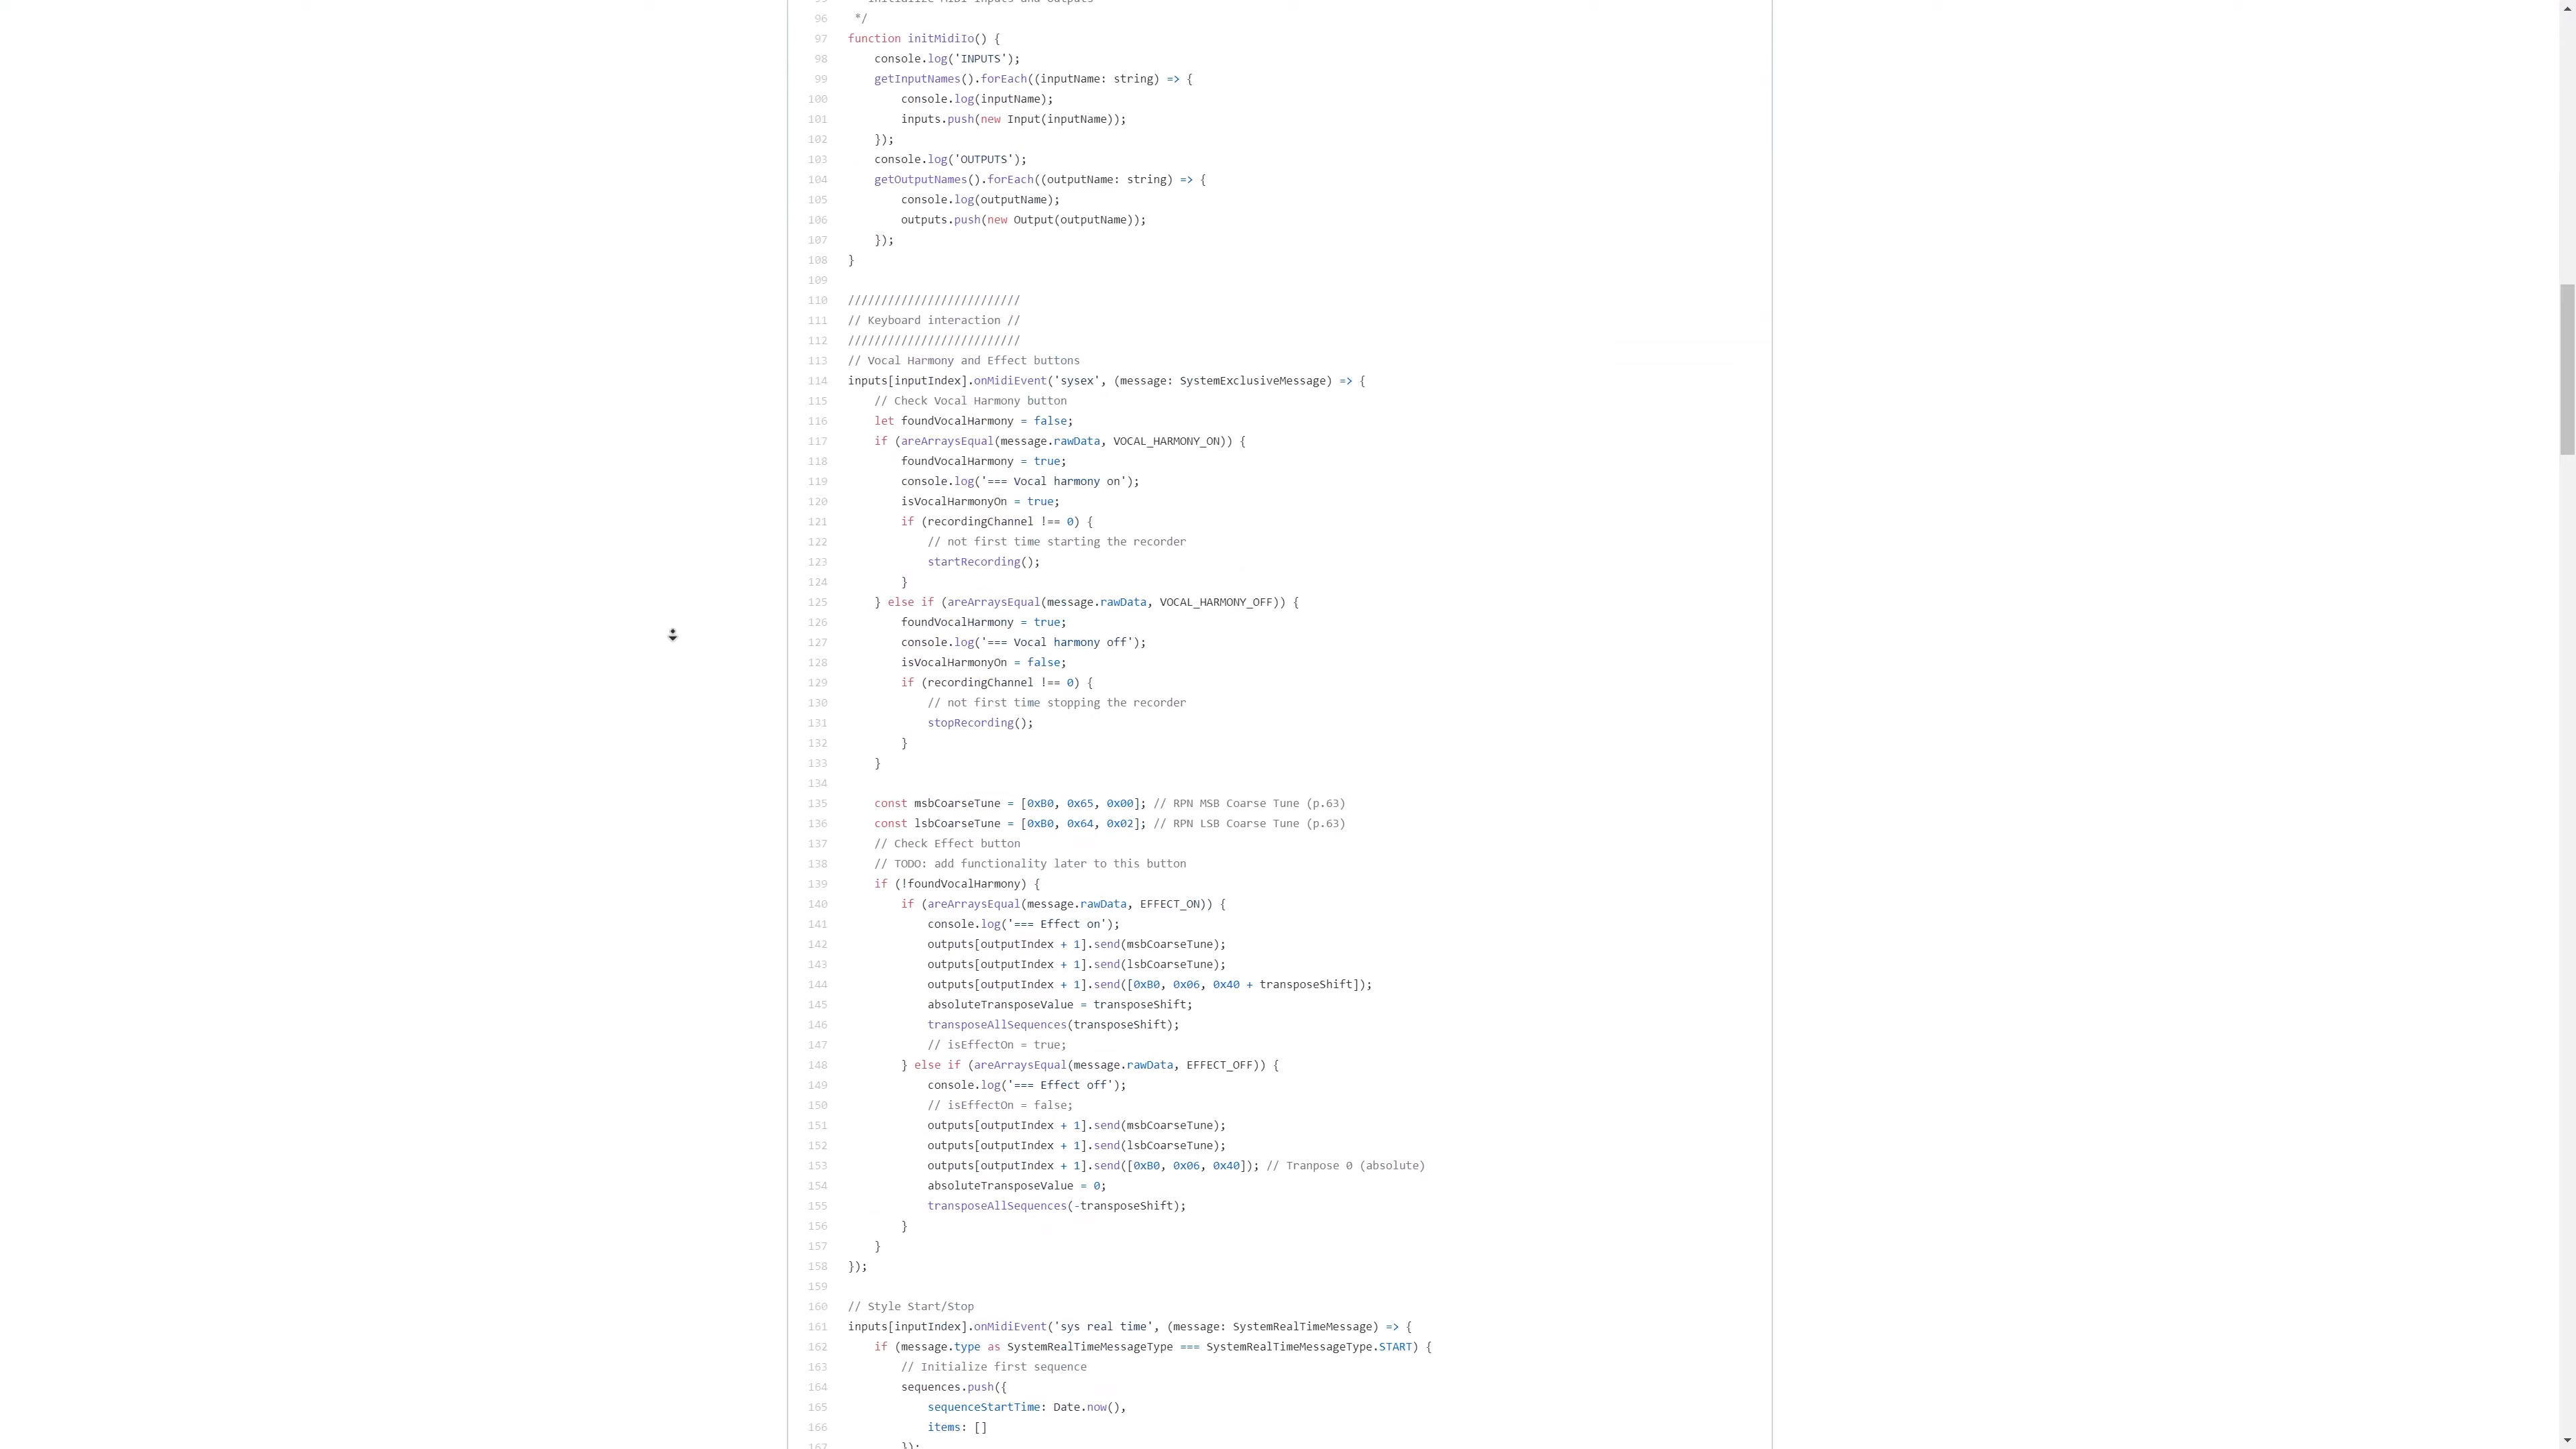 95 * Initialize MIDI inputs and outputs
96 */
97 function initMidiIo() {
98 console.log('INPUTS');
99 getInputNames().forEach((inputName: string) => {
100 console.log(inputName);
101 inputs.push(new Input(inputName));
102 });
103 console.log('OUTPUTS');
104 getOutputNames().forEach((outputName: string) => {
105 console.log(outputName);
106 outputs.push(new Output(outputName));
107 });
108 }
109
110 //////////////////////////
111 // Keyboard interaction //
112 //////////////////////////
113 // Vocal Harmony and Effect buttons
114 inputs[inputIndex].onMidiEvent('sysex', (message: SystemExclusiveMessage) => {
115 // Check Vocal Harmony button
116 let foundVocalHarmony = false;
117 if (areArraysEqual(message.rawData, VOCAL_HARMONY_ON)) {
118 foundVocalHarmony = true;
119 console.log('=== Vocal harmony on');
120 isVocalHarmonyOn = true;
121 if (recordingChannel !== 0) {
122 // not first time starting the recorder
123 startRecording();
124 }
125 } else if (areArraysEqual(message.rawData, VOCAL_HARMONY_OFF)) {
126 foundVocalHarmony = true;
127 console.log('=== Vocal harmony off');
128 isVocalHarmonyOn = false;
129 if (recordingChannel !== 0) {
130 // not first time stopping the recorder
131 stopRecording();
132 }
133 }
134
135 const msbCoarseTune = [0xB0, 0x65, 0x00]; // RPN MSB Coarse Tune (p.63)
136 const lsbCoarseTune = [0xB0, 0x64, 0x02]; // RPN LSB Coarse Tune (p.63)
137 // Check Effect button
138 // TODO: add functionality later to this button
139 if (!foundVocalHarmony) {
140 if (areArraysEqual(message.rawData, EFFECT_ON)) {
141 console.log('=== Effect on');
142 outputs[outputIndex + 1].send(msbCoarseTune);
143 outputs[outputIndex + 1].send(lsbCoarseTune);
144 outputs[outputIndex + 1].send([0xB0, 0x06, 0x40 + transposeShift]);
145 absoluteTransposeValue = transposeShift;
146 transposeAllSequences(transposeShift);
147 // isEffectOn = true;
148 } else if (areArraysEqual(message.rawData, EFFECT_OFF)) {
149 console.log('=== Effect off');
150 // isEffectOn = false;
151 outputs[outputIndex + 1].send(msbCoarseTune);
152 outputs[outputIndex + 1].send(lsbCoarseTune);
153 outputs[outputIndex + 1].send([0xB0, 0x06, 0x40]); // Tranpose 0 (absolute)
154 absoluteTransposeValue = 0;
155 transposeAllSequences(-transposeShift);
156 }
157 }
158 });
159
160 // Style Start/Stop
161 inputs[inputIndex].onMidiEvent('sys real time', (message: SystemRealTimeMessage) => {
162 if (message.type as SystemRealTimeMessageType === SystemRealTimeMessageType.START) {
163 // Initialize first sequence
164 sequences.push({
165 sequenceStartTime: Date.now(),
166 items: []
167 });